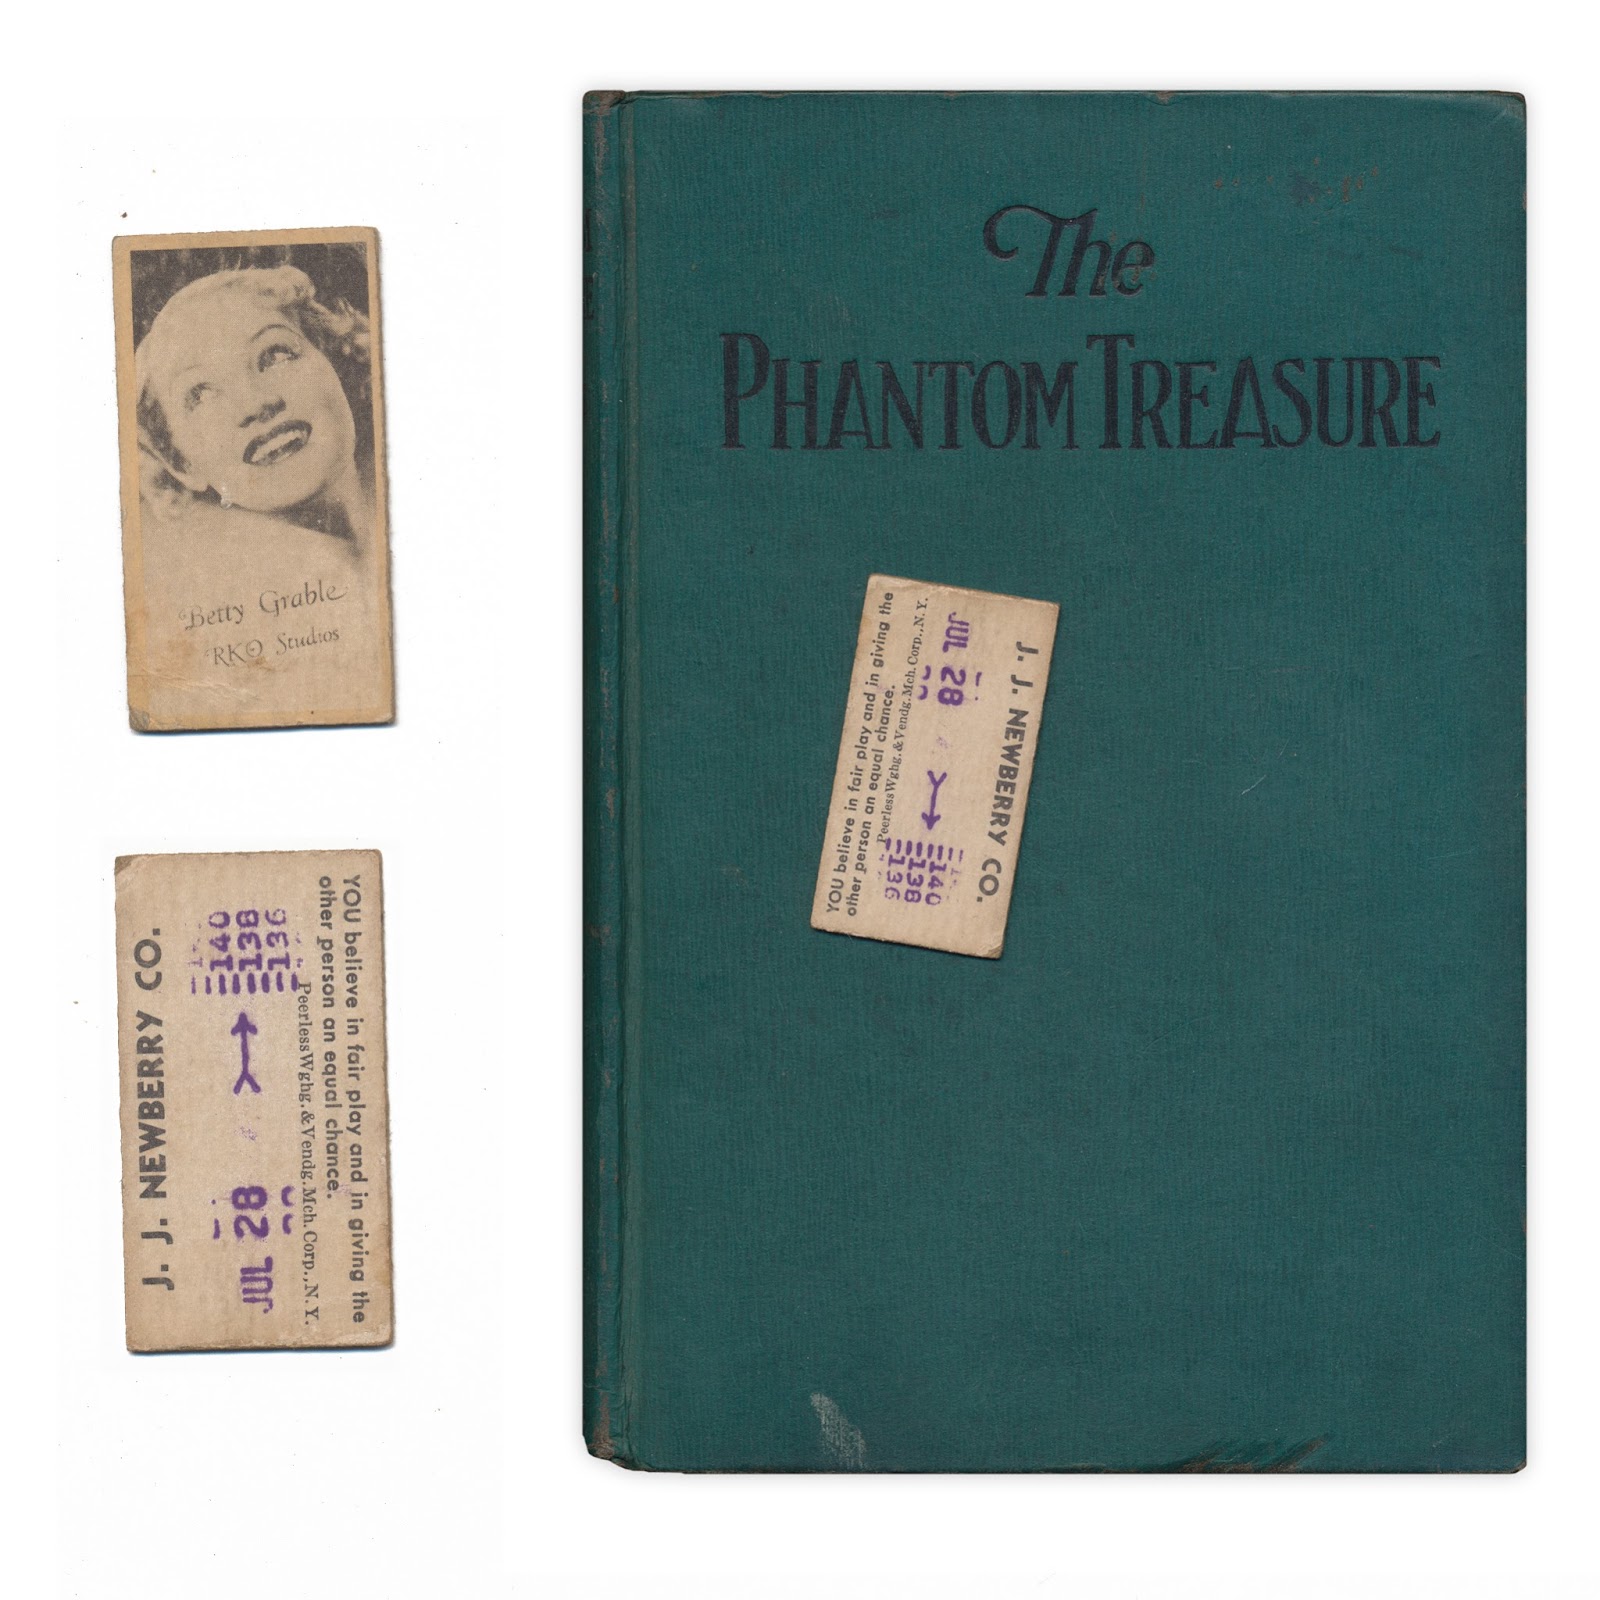 Betty Grable
RKO Studios
YOU believe in fair play and in giving the
other person an equal chance.
Peerless Wghg. & Vendg. Mch. Corp., N. Y.
136
138
140
JUL 28
J. J. NEWBERRY CO.
The
PHANTOM TREASURE
YOU believe in fair play and in giving the
other person an equal chance.
Peerless Wghg. & Vendg. Mch. Corp., N. Y.
JUL 28
136
138
140
J. J. NEWBERRY CO.